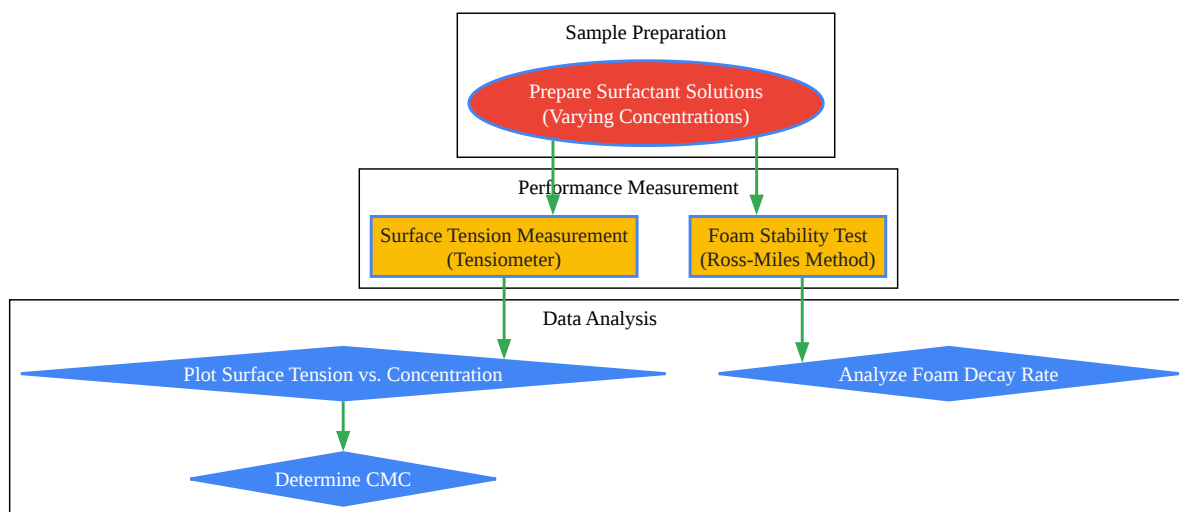 Sample Preparation
Prepare Surfactant Solutions
(Varying Concentrations)
Performance Measurement
Surface Tension Measurement
(Tensiometer)
Foam Stability Test
(Ross-Miles Method)
Data Analysis
Plot Surface Tension vs. Concentration
Analyze Foam Decay Rate
Determine CMC